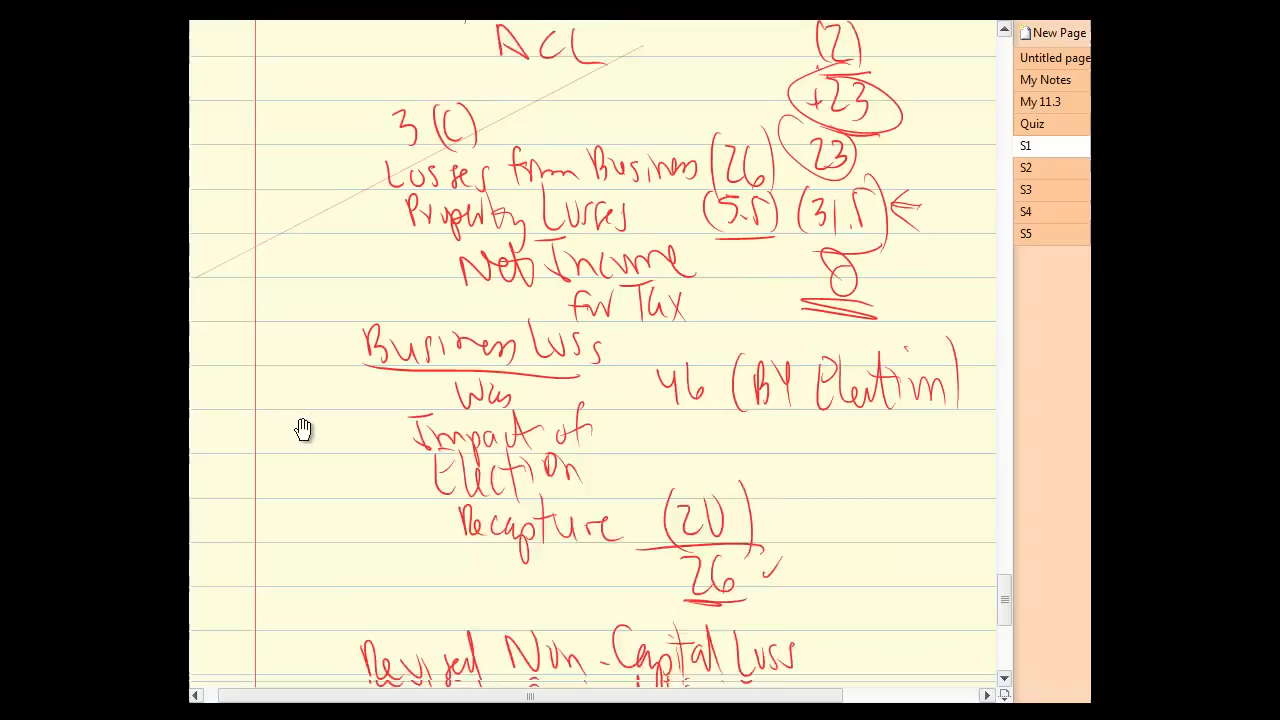 ACL (2)
+23
3 (C)
23
Losses from Business (26)
Property Losses (5.5) (31.5)
Net Income
for Tax 0
Business Loss
Was 46 (BY Election)
Impact of
Election
Recapture (20)
26
Revised Non-Capital Loss
New Page
Untitled page
My Notes
My 11.3
Quiz
S1
S2
S3
S4
S5